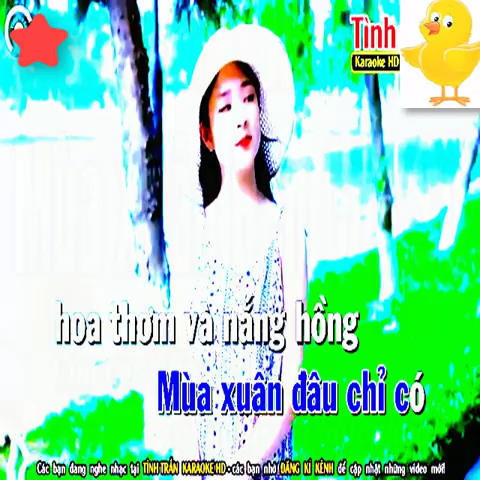 Tình
Karaoke HD
hoa thơm và nắng hồng
Mùa xuân đâu chỉ có
Các bạn đang nghe nhạc tại TÌNH TRẦN KARAOKE HD - các bạn nhớ ĐĂNG KÍ KÊNH để cập nhật những video mới!